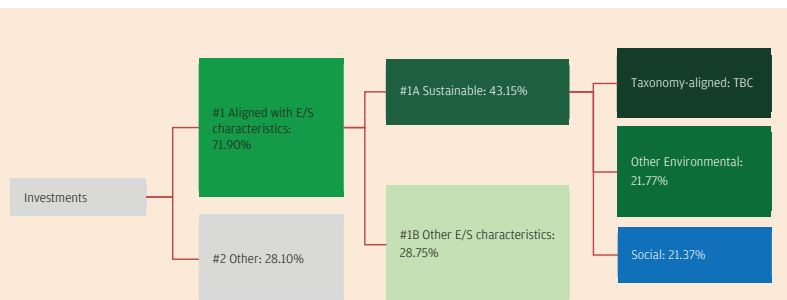 Investments
#1 Aligned with E/S
characteristics:
71.90%
#2 Other: 28.10%
#1A Sustainable: 43.15%
#1B Other E/S characteristics:
28.75%
Taxonomy-aligned: TBC
Other Environmental:
21.77%
Social: 21.37%